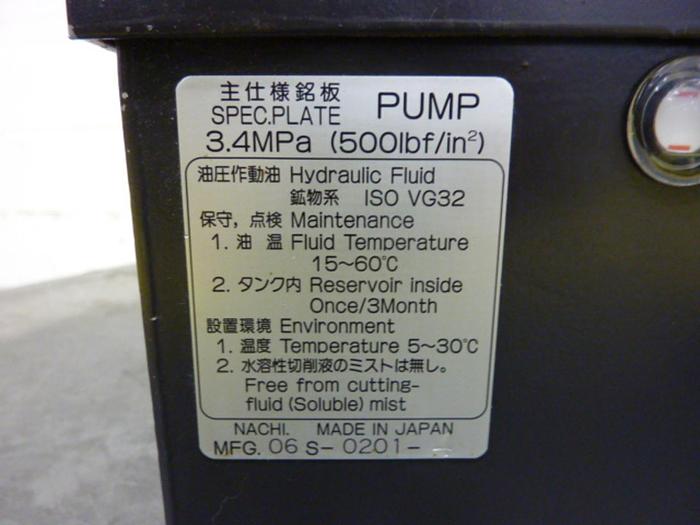 主仕様銘板
SPEC.PLATE PUMP
3.4MPa (500lbf/in²)
油圧作動油 Hydraulic Fluid
鉱物系 ISO VG32
保守，点検 Maintenance
1. 油 温 Fluid Temperature
15～60℃
2. タンク内 Reservoir inside
Once/3Month
設置環境 Environment
1. 温度 Temperature 5～30℃
2. 水溶性切削液のミストは無し。
Free from cutting-
fluid (Soluble) mist
NACHI. MADE IN JAPAN
MFG. 06 S- 0201-